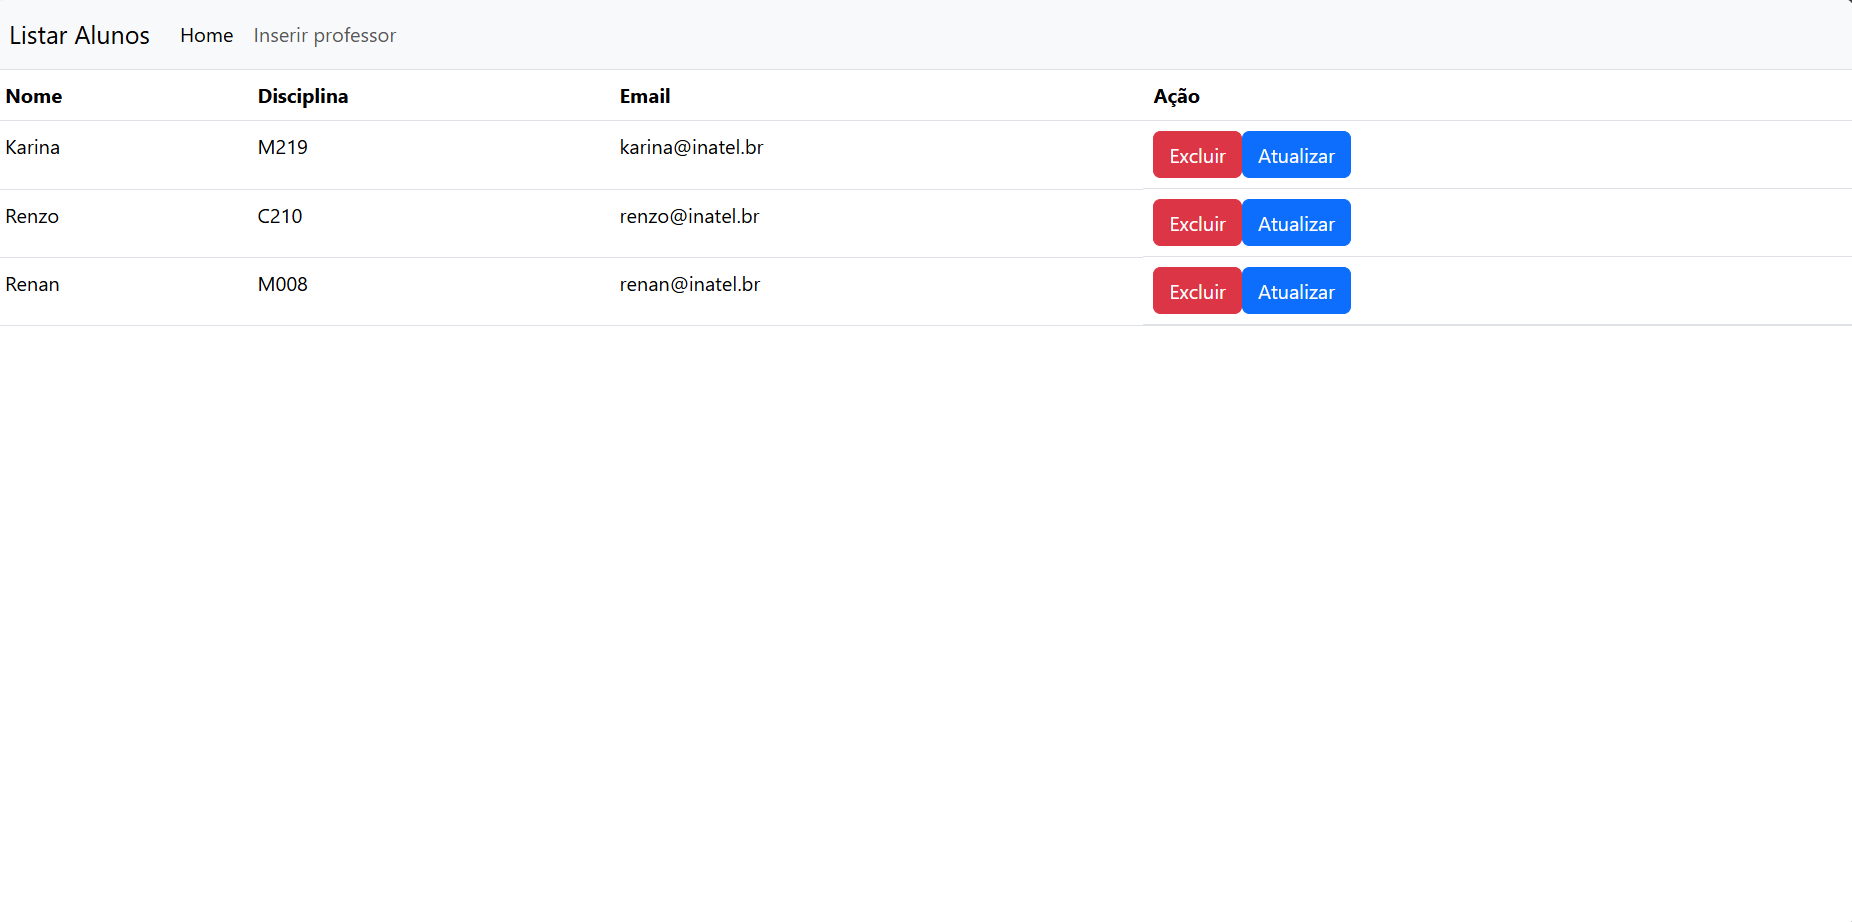 Listar Alunos Home Inserir professor
Nome Disciplina Email Ação
Karina M219 karina@inatel.br Excluir Atualizar
Renzo C210 renzo@inatel.br Excluir Atualizar
Renan M008 renan@inatel.br Excluir Atualizar